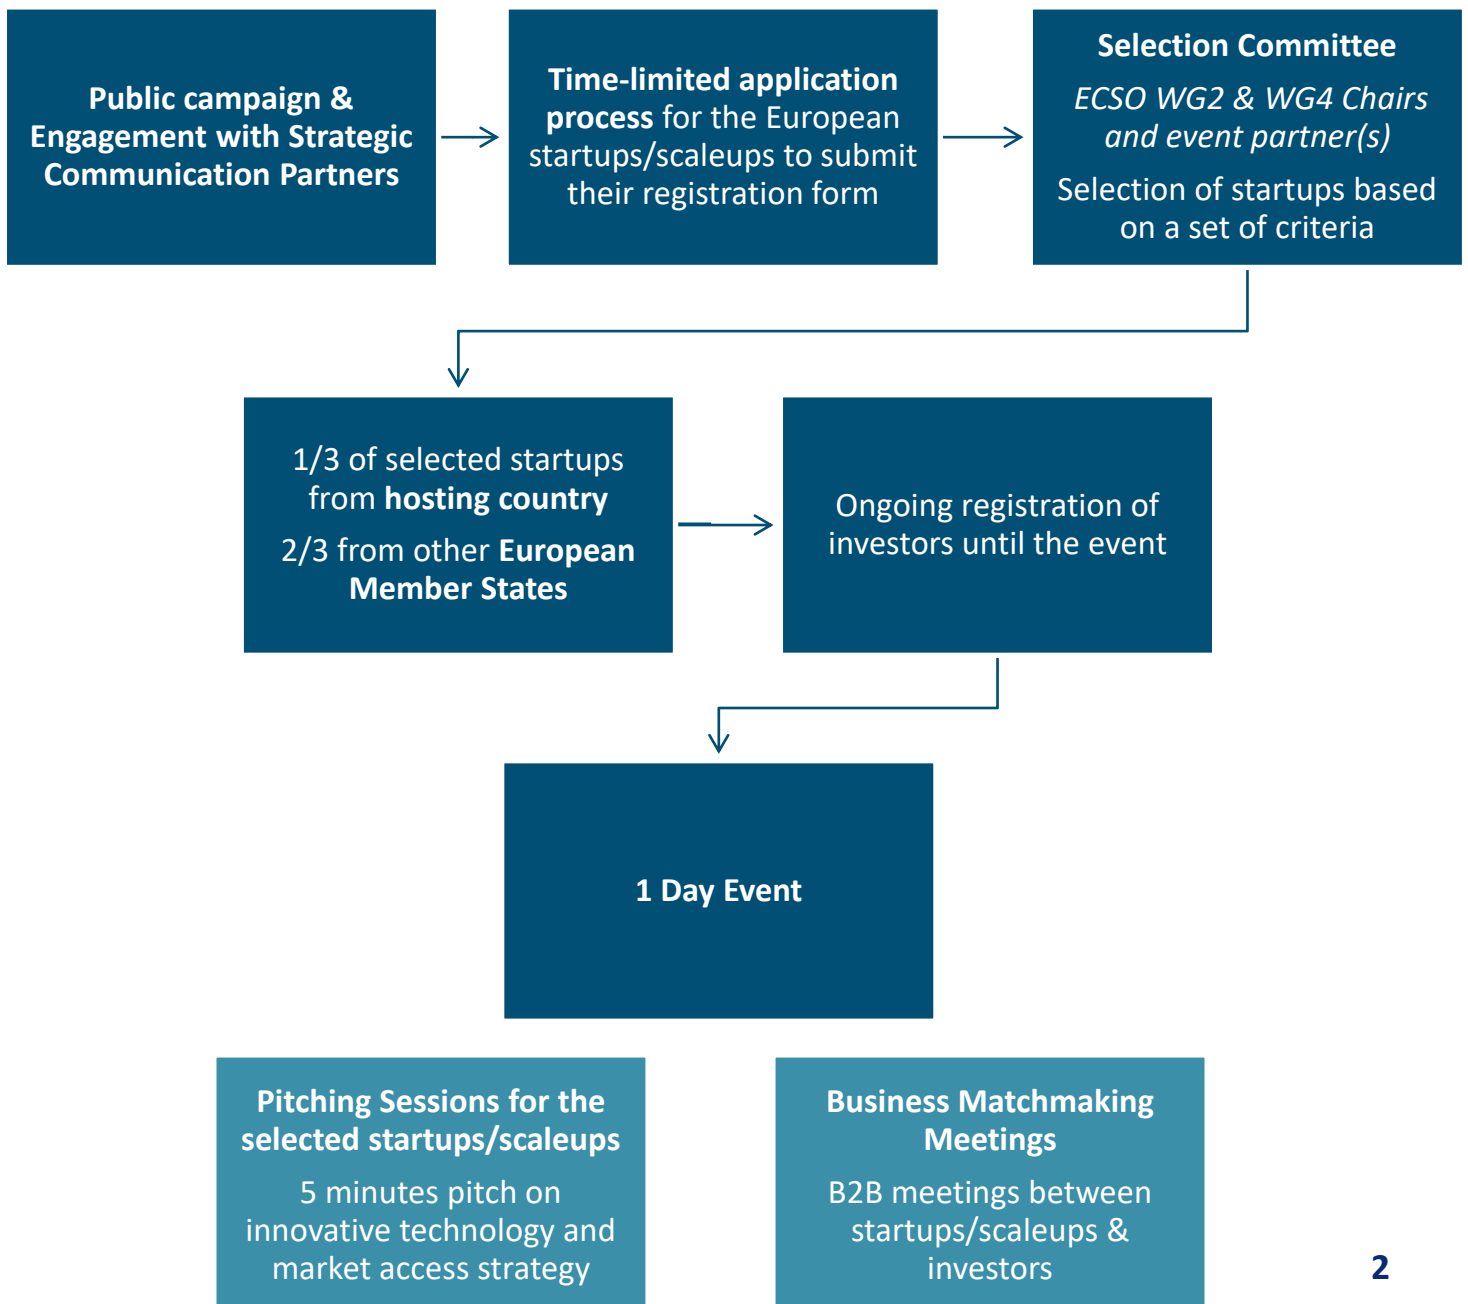 Public campaign &
Engagement with Strategic
Communication Partners
Time-limited application
process for the European
startups/scaleups to submit
their registration form
Selection Committee
ECSO WG2 & WG4 Chairs
and event partner(s)
Selection of startups based
on a set of criteria
1/3 of selected startups
from hosting country
2/3 from other European
Member States
Ongoing registration of
investors until the event
1 Day Event
Pitching Sessions for the
selected startups/scaleups
5 minutes pitch on
innovative technology and
market access strategy
Business Matchmaking
Meetings
B2B meetings between
startups/scaleups &
investors
2